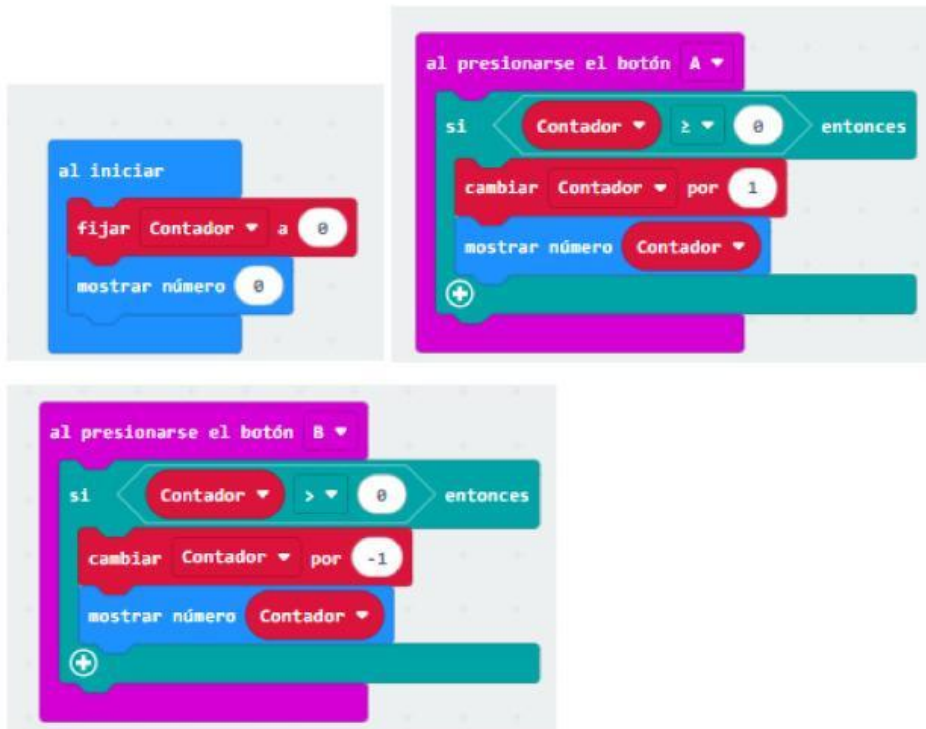 al iniciar
fijar Contador a 0
mostrar número 0
al presionarse el botón A
si Contador ≥ 0 entonces
cambiar Contador por 1
mostrar número Contador
al presionarse el botón B
si Contador > 0 entonces
cambiar Contador por -1
mostrar número Contador